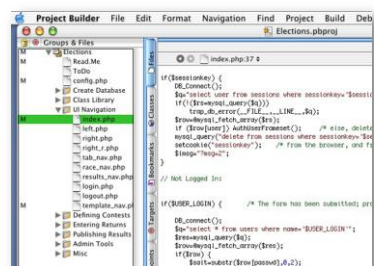 Project Builder File Edit Format Navigation Find Project Build Deb
Elections.pbproj
Groups & Files
index.php:37
M Elections
M Read.Me
ToDo
M config.php
Create Database
Class Library
M UI Navigation
M index.php
left.php
right.php
right_r.php
tab_nav.php
race_nav.php
results_nav.php
login.php
logout.php
M template_nav.p
Defining Contests
Entering Returns
Publishing Results
Admin Tools
Misc
Files
Classes
Bookmarks
Targets
if($sessionkey) {
DB_Connect();
$q="select user from sessions where sessionkey='$sessi
if(!($rs=mysql_query($q)))
trap_db_error(__FILE__,__LINE__,$q);
$row=mysql_fetch_array($rs);
if ($row[user]) AuthUserFrameset(); /* else, delete
mysql_query("delete from sessions where sessionkey='$se
setcookie("sessionkey"); /* from the browser, and f
$imsg="?msg=2";
}
// Not Logged In:
if($USER_LOGIN) { /* The form has been submitted; pro
DB_connect();
$q="select * from users where name='$USER_LOGIN'";
$res=mysql_query($q);
$row=mysql_fetch_array($res);
if($row) {
$salt=substr($row[passwd],0,2);